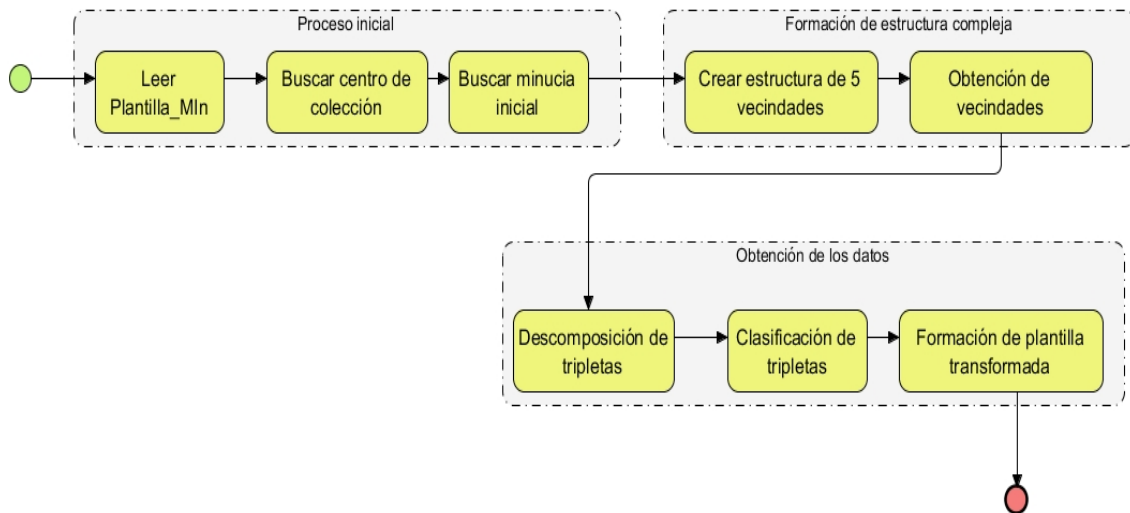 Proceso inicial
Leer
Plantilla_MIn
Buscar centro de
colección
Buscar minucia
inicial
Formación de estructura compleja
Crear estructura de 5
vecindades
Obtención de
vecindades
Obtención de los datos
Descomposición de
tripletas
Clasificación de
tripletas
Formación de plantilla
transformada